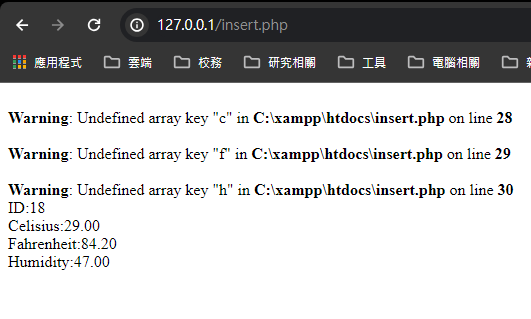 127.0.0.1/insert.php
應用程式 雲端 校務 研究相關 工具 電腦相關
Warning: Undefined array key "c" in C:\xampp\htdocs\insert.php on line 28
Warning: Undefined array key "f" in C:\xampp\htdocs\insert.php on line 29
Warning: Undefined array key "h" in C:\xampp\htdocs\insert.php on line 30
ID:18
Celisius:29.00
Fahrenheit:84.20
Humidity:47.00